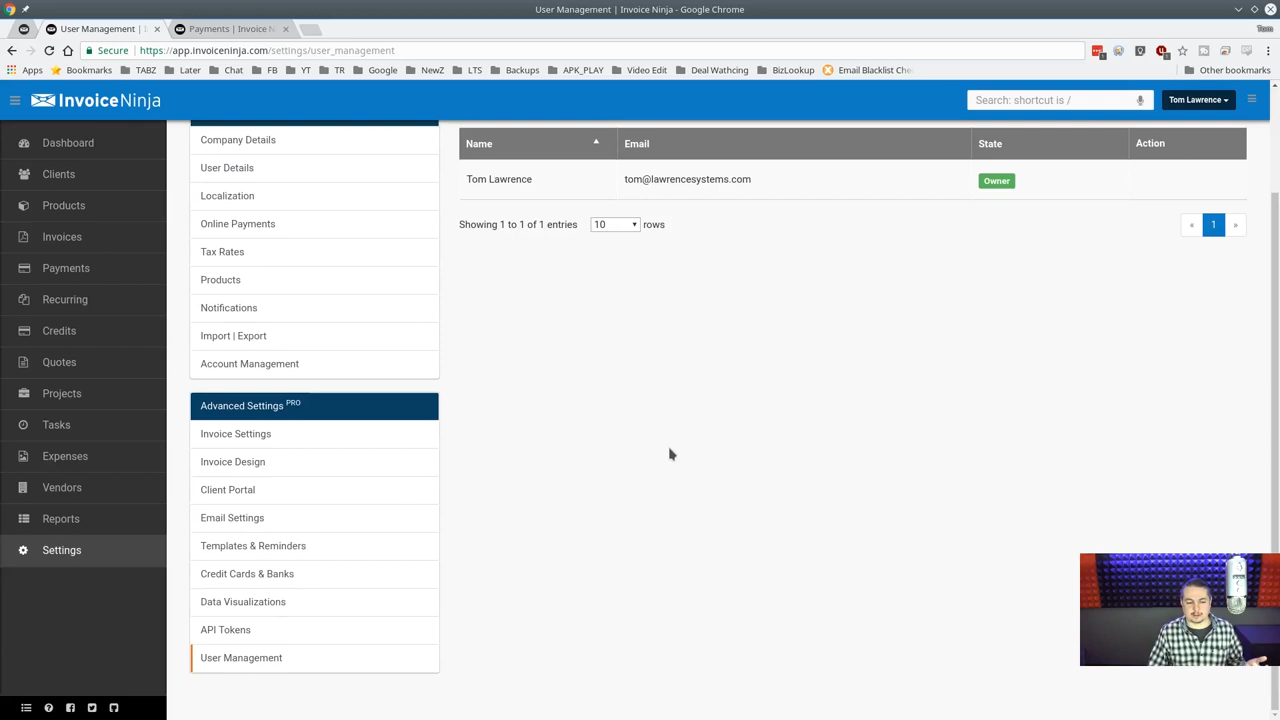 User Management | Invoice Ninja - Google Chrome
User Management | I
Payments | Invoice N
Tom
Secure
https://app.invoiceninja.com/settings/user_management
Apps
Bookmarks
TABZ
Later
Chat
FB
YT
TR
Google
NewZ
LTS
Backups
APK_PLAY
Video Edit
Deal Wathcing
BizLookup
Email Blacklist Che
Other bookmarks
InvoiceNinja
Search: shortcut is /
Tom Lawrence
Dashboard
Clients
Products
Invoices
Payments
Recurring
Credits
Quotes
Projects
Tasks
Expenses
Vendors
Reports
Settings
Company Details
User Details
Localization
Online Payments
Tax Rates
Products
Notifications
Import | Export
Account Management
Advanced Settings PRO
Invoice Settings
Invoice Design
Client Portal
Email Settings
Templates & Reminders
Credit Cards & Banks
Data Visualizations
API Tokens
User Management
Name Email State Action
Tom Lawrence tom@lawrencesystems.com Owner
Showing 1 to 1 of 1 entries 10 rows
« 1 »